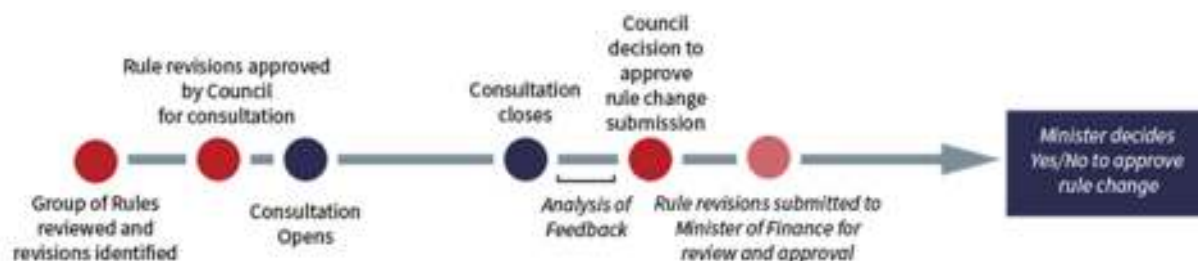 Group of Rules
reviewed and
revisions identified
Rule revisions approved
by Council
for consultation
Consultation
Opens
Consultation
closes
Analysis of
Feedback
Council
decision to
approve
rule change
submission
Rule revisions submitted to
Minister of Finance for
review and approval
Minister decides
Yes/No to approve
rule change